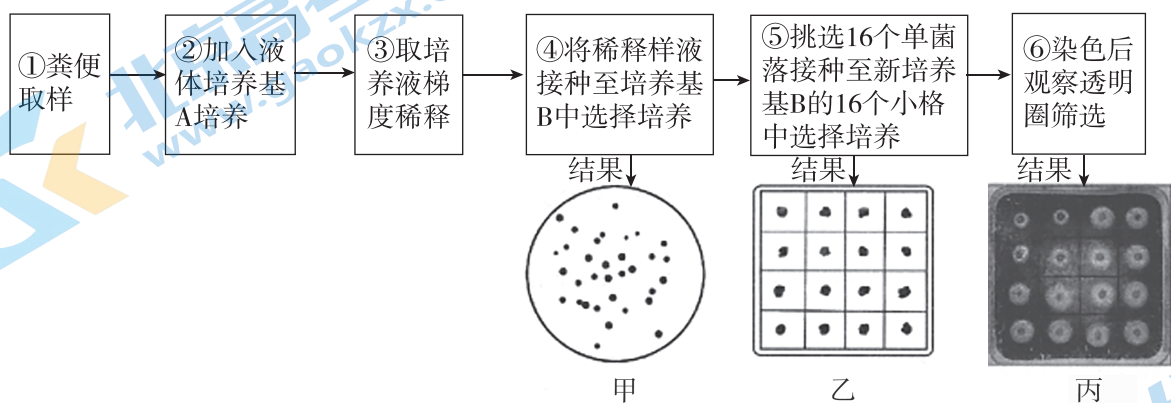 ①粪便
取样
②加入液
体培养基
A培养
③取培
养液梯
度稀释
④将稀释样液
接种至培养基
B中选择培养
⑤挑选16个单菌
落接种至新培养
基B的16个小格
中选择培养
⑥染色后
观察透明
圈筛选
结果
结果
结果
甲
乙
丙